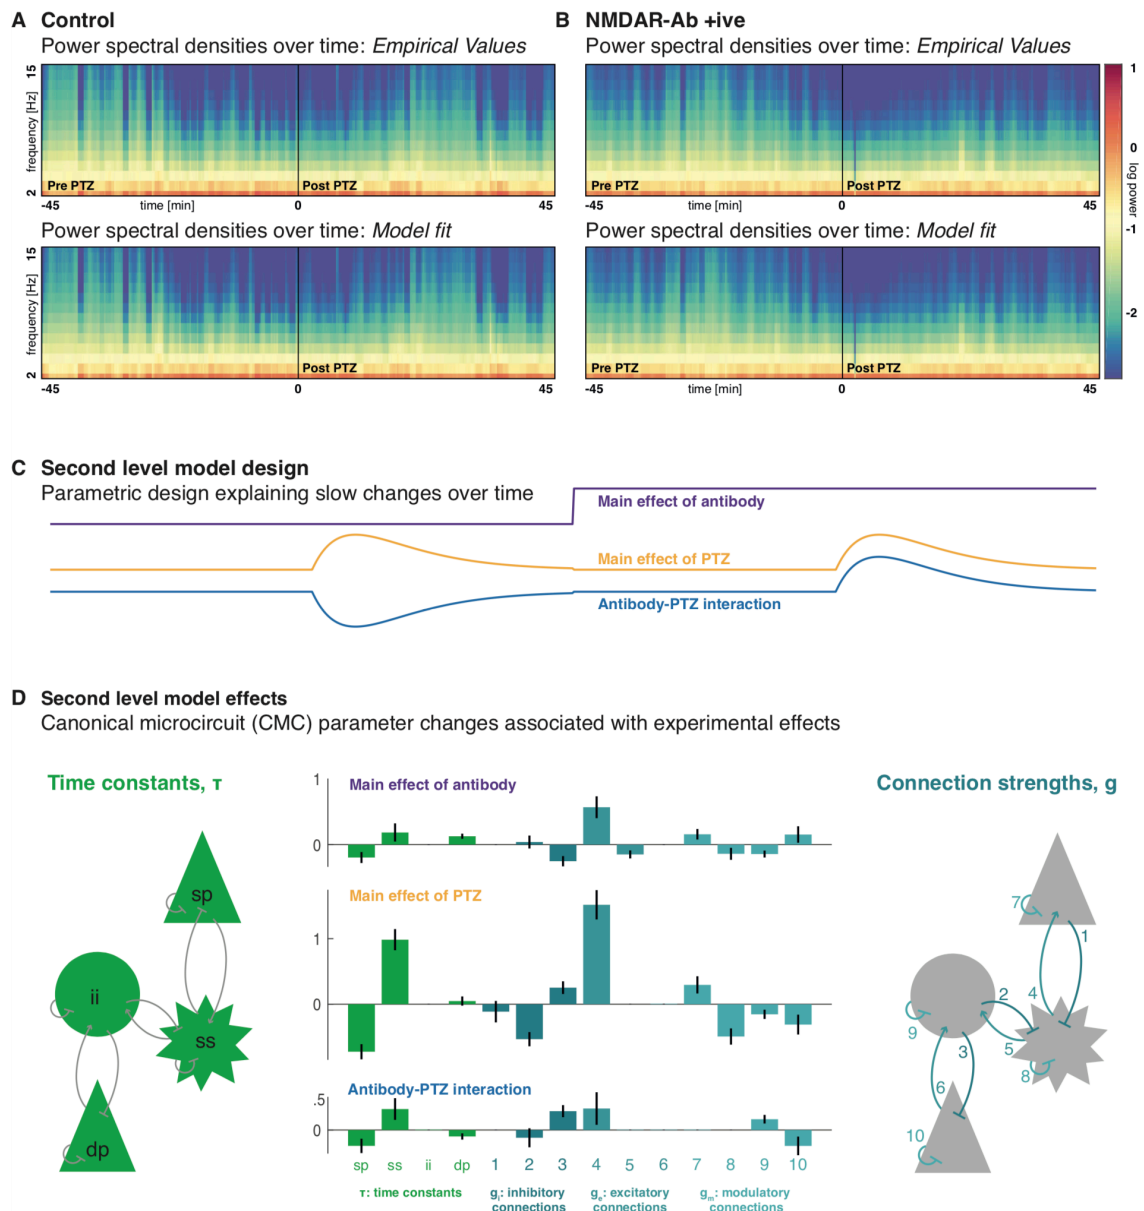 A Control
Power spectral densities over time: Empirical Values
frequency [Hz]
15
2
Pre PTZ
Post PTZ
-45
time [min]
0
45
Power spectral densities over time: Model fit
frequency [Hz]
15
2
Post PTZ
-45
time [min]
0
45
B NMDAR-Ab +ive
Power spectral densities over time: Empirical Values
Pre PTZ
Post PTZ
-45
time [min]
0
45
Power spectral densities over time: Model fit
Pre PTZ
Post PTZ
-45
time [min]
0
45
1
0
-1
-2
log power
C Second level model design
Parametric design explaining slow changes over time
Main effect of antibody
Main effect of PTZ
Antibody-PTZ interaction
D Second level model effects
Canonical microcircuit (CMC) parameter changes associated with experimental effects
Time constants, τ
sp
ii
ss
dp
1
Main effect of antibody
0
Main effect of PTZ
1
0
Antibody-PTZ interaction
.5
0
sp ss ii dp 1 2 3 4 5 6 7 8 9 10
τ: time constants
gi: inhibitory
connections
ge: excitatory
connections
gm: modulatory
connections
Connection strengths, g
7
1
2
4
9
3
5
8
6
10